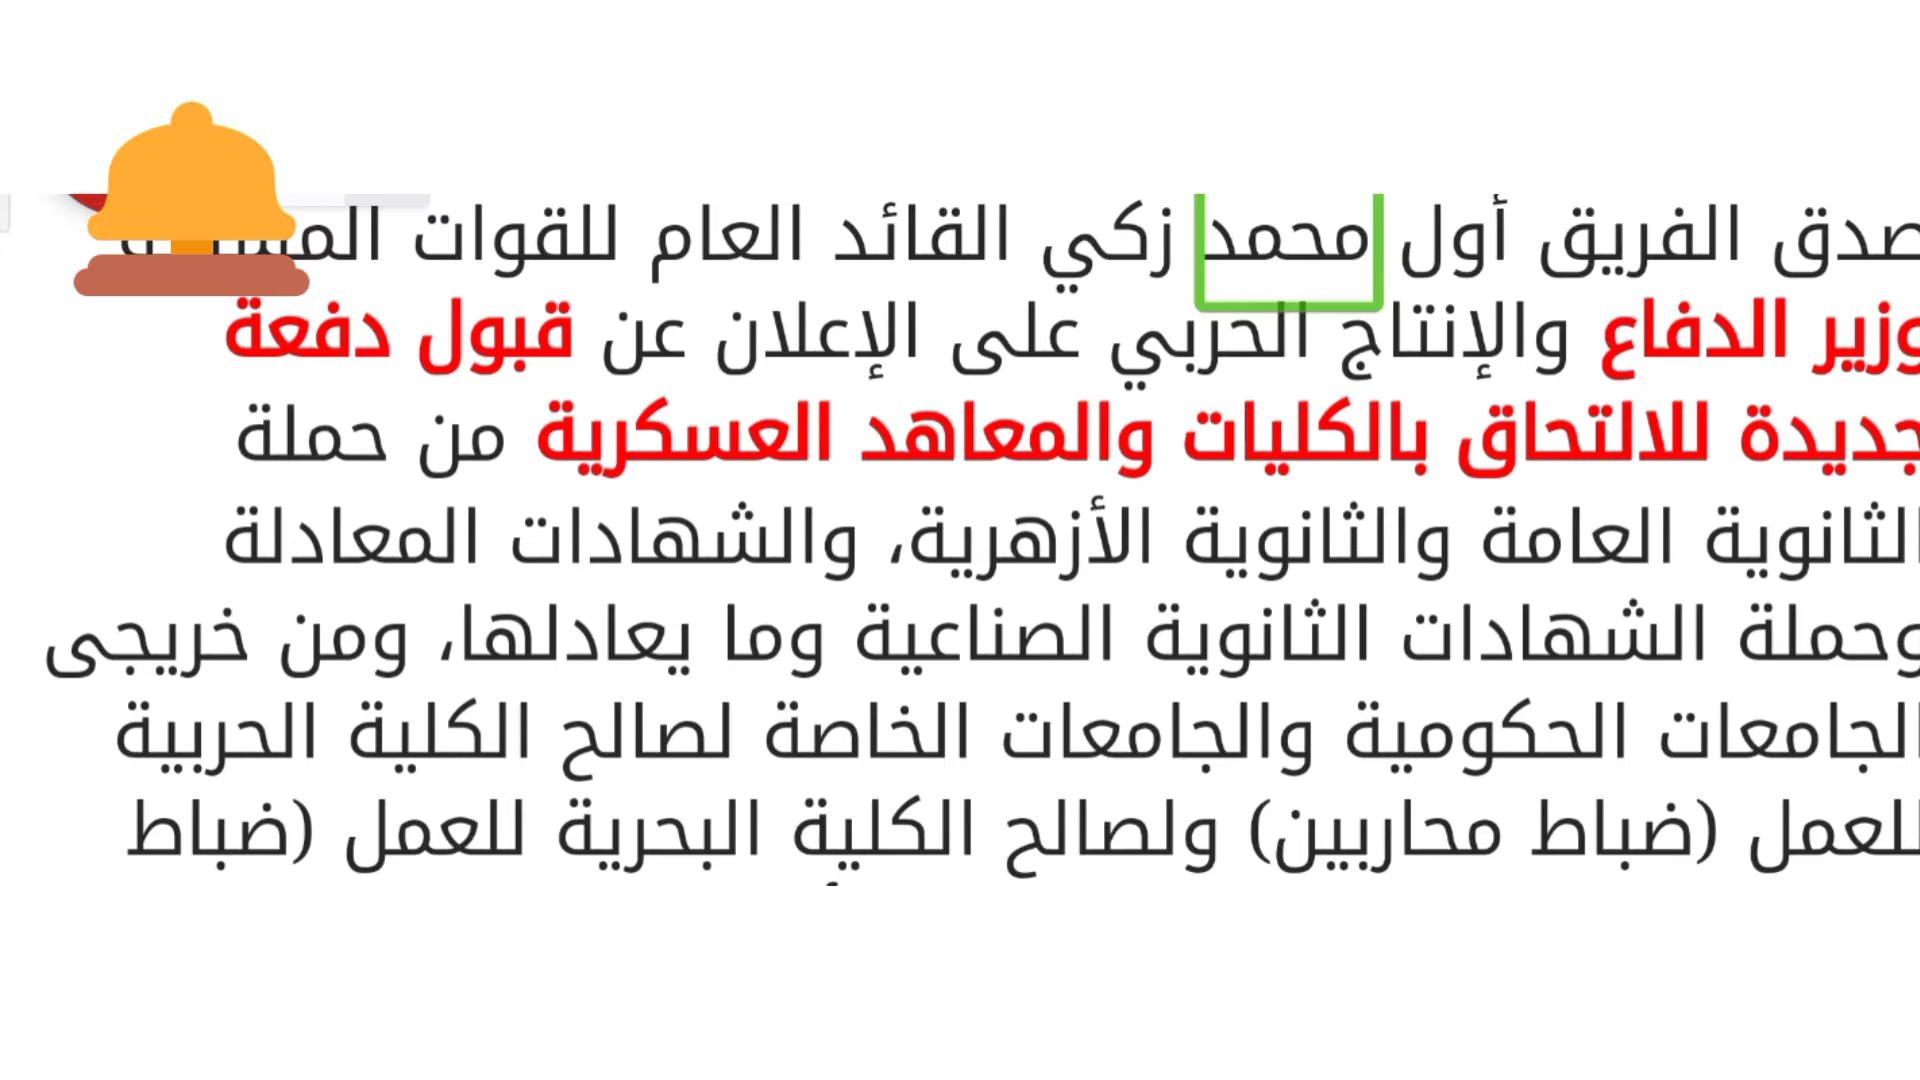 صدق الفريق أول محمد زكي القائد العام للقوات
وزير الدفاع والإنتاج الحربي على الإعلان عن قبول دفعة
جديدة للالتحاق بالكليات والمعاهد العسكرية من حملة
الثانوية العامة والثانوية الأزهرية، والشهادات المعادلة
وحملة الشهادات الثانوية الصناعية وما يعادلها، ومن خريجى
الجامعات الحكومية والجامعات الخاصة لصالح الكلية الحربية
للعمل (ضباط محاربين) ولصالح الكلية البحرية للعمل (ضباط